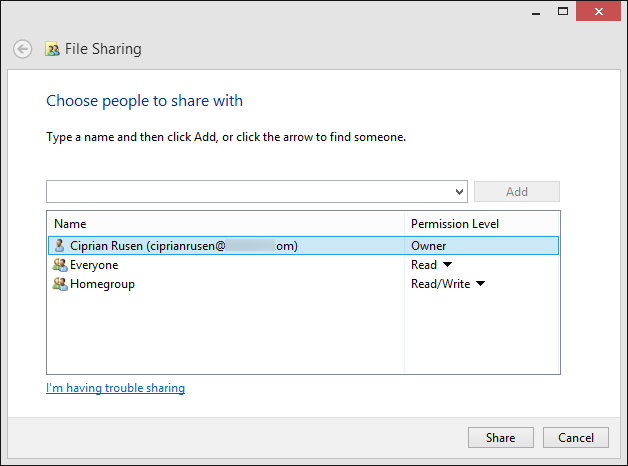 File Sharing
Choose people to share with
Type a name and then click Add, or click the arrow to find someone.
Add
Name Permission Level
Ciprian Rusen (ciprianrusen@ om) Owner
Everyone Read
Homegroup Read/Write
I'm having trouble sharing
Share Cancel